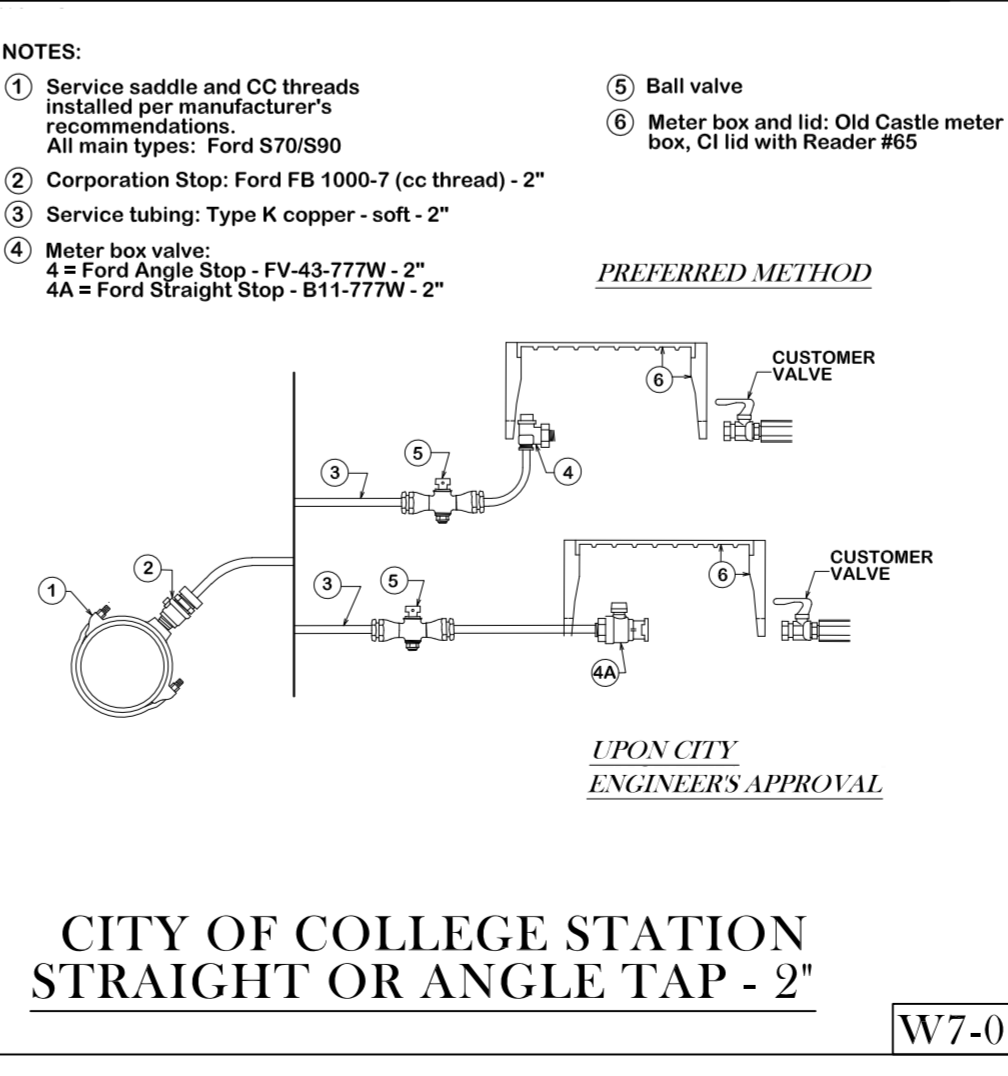 NOTES:
1 Service saddle and CC threads
installed per manufacturer's
recommendations.
All main types: Ford S70/S90
2 Corporation Stop: Ford FB 1000-7 (cc thread) - 2"
3 Service tubing: Type K copper - soft - 2"
4 Meter box valve:
4 = Ford Angle Stop - FV-43-777W - 2"
4A = Ford Straight Stop - B11-777W - 2"
5 Ball valve
6 Meter box and lid: Old Castle meter
box, CI lid with Reader #65
PREFERRED METHOD
CUSTOMER
VALVE
6
5
4
3
CUSTOMER
VALVE
2
1
3
5
6
4A
UPON CITY
ENGINEER'S APPROVAL
CITY OF COLLEGE STATION
STRAIGHT OR ANGLE TAP - 2"
W7-0